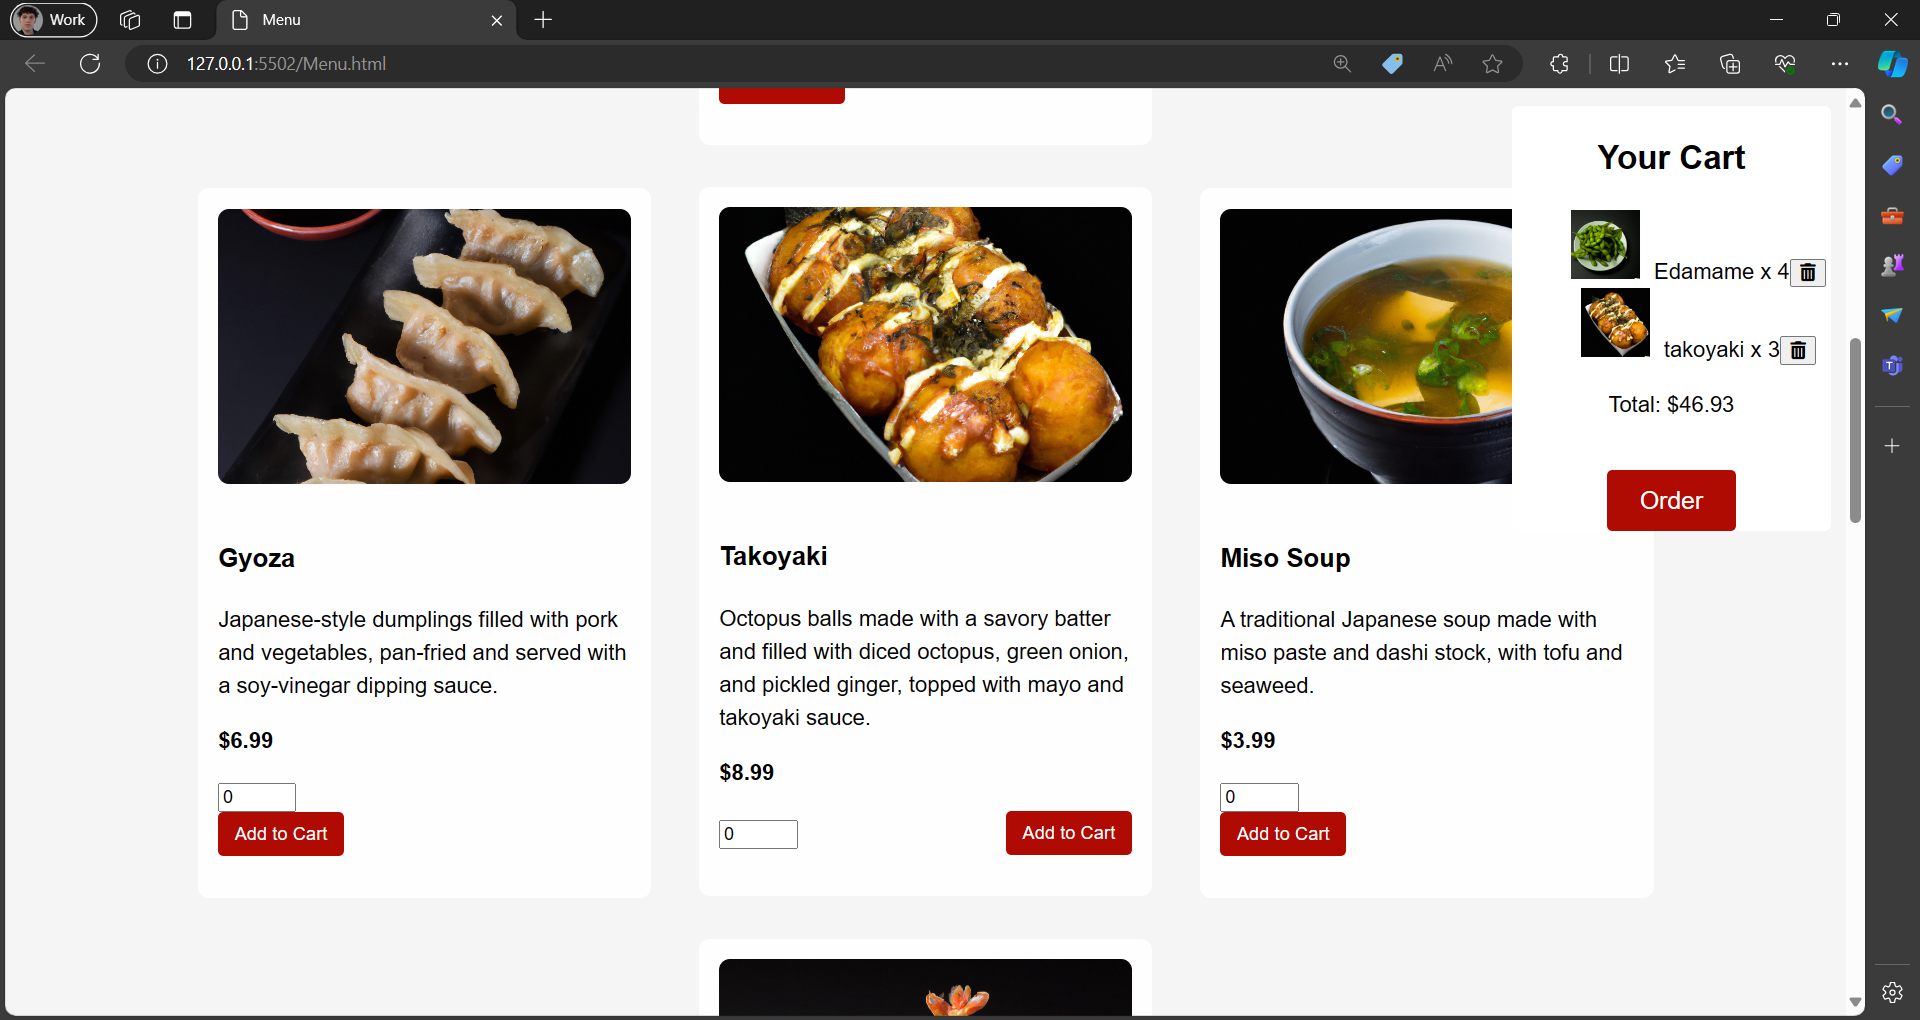 Work
Menu
127.0.0.1:5502/Menu.html
Your Cart
Edamame x 4
takoyaki x 3
Total: $46.93
Order
Gyoza
Japanese-style dumplings filled with pork
and vegetables, pan-fried and served with
a soy-vinegar dipping sauce.
$6.99
0
Add to Cart
Takoyaki
Octopus balls made with a savory batter
and filled with diced octopus, green onion,
and pickled ginger, topped with mayo and
takoyaki sauce.
$8.99
0
Add to Cart
Miso Soup
A traditional Japanese soup made with
miso paste and dashi stock, with tofu and
seaweed.
$3.99
0
Add to Cart